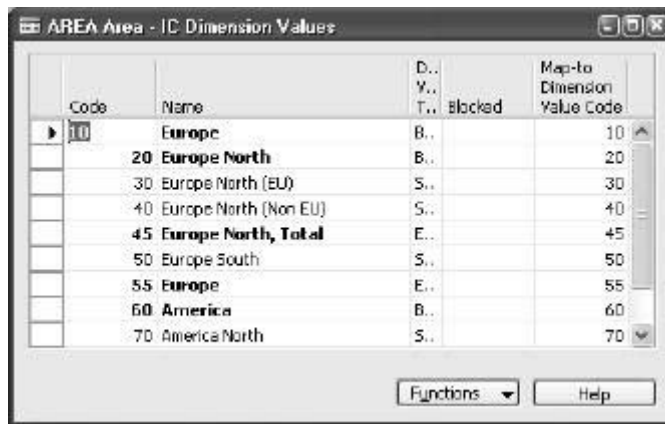 AREA Area - IC Dimension Values
Code Name D.. V.. T.. Blocked Map-to Dimension Value Code
10 Europe B.. 10
20 Europe North B.. 20
30 Europe North (EU) S.. 30
40 Europe North (Non EU) S.. 40
45 Europe North, Total E.. 45
50 Europe South S.. 50
55 Europe E.. 55
60 America B.. 60
70 America North S.. 70
Functions Help